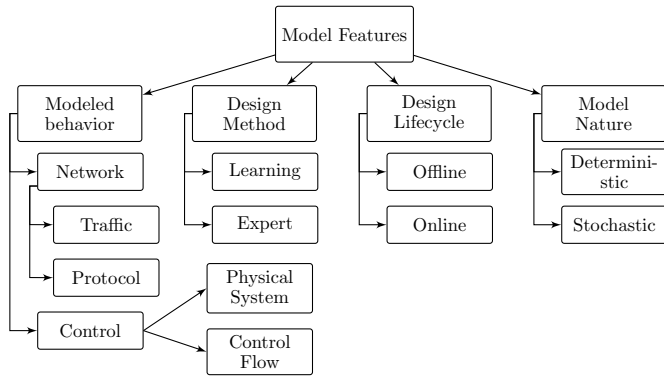 Model Features
Modeled
behavior
Design
Method
Design
Lifecycle
Model
Nature
Network
Learning
Offline
Determini-
stic
Traffic
Expert
Online
Stochastic
Protocol
Physical
System
Control
Control
Flow